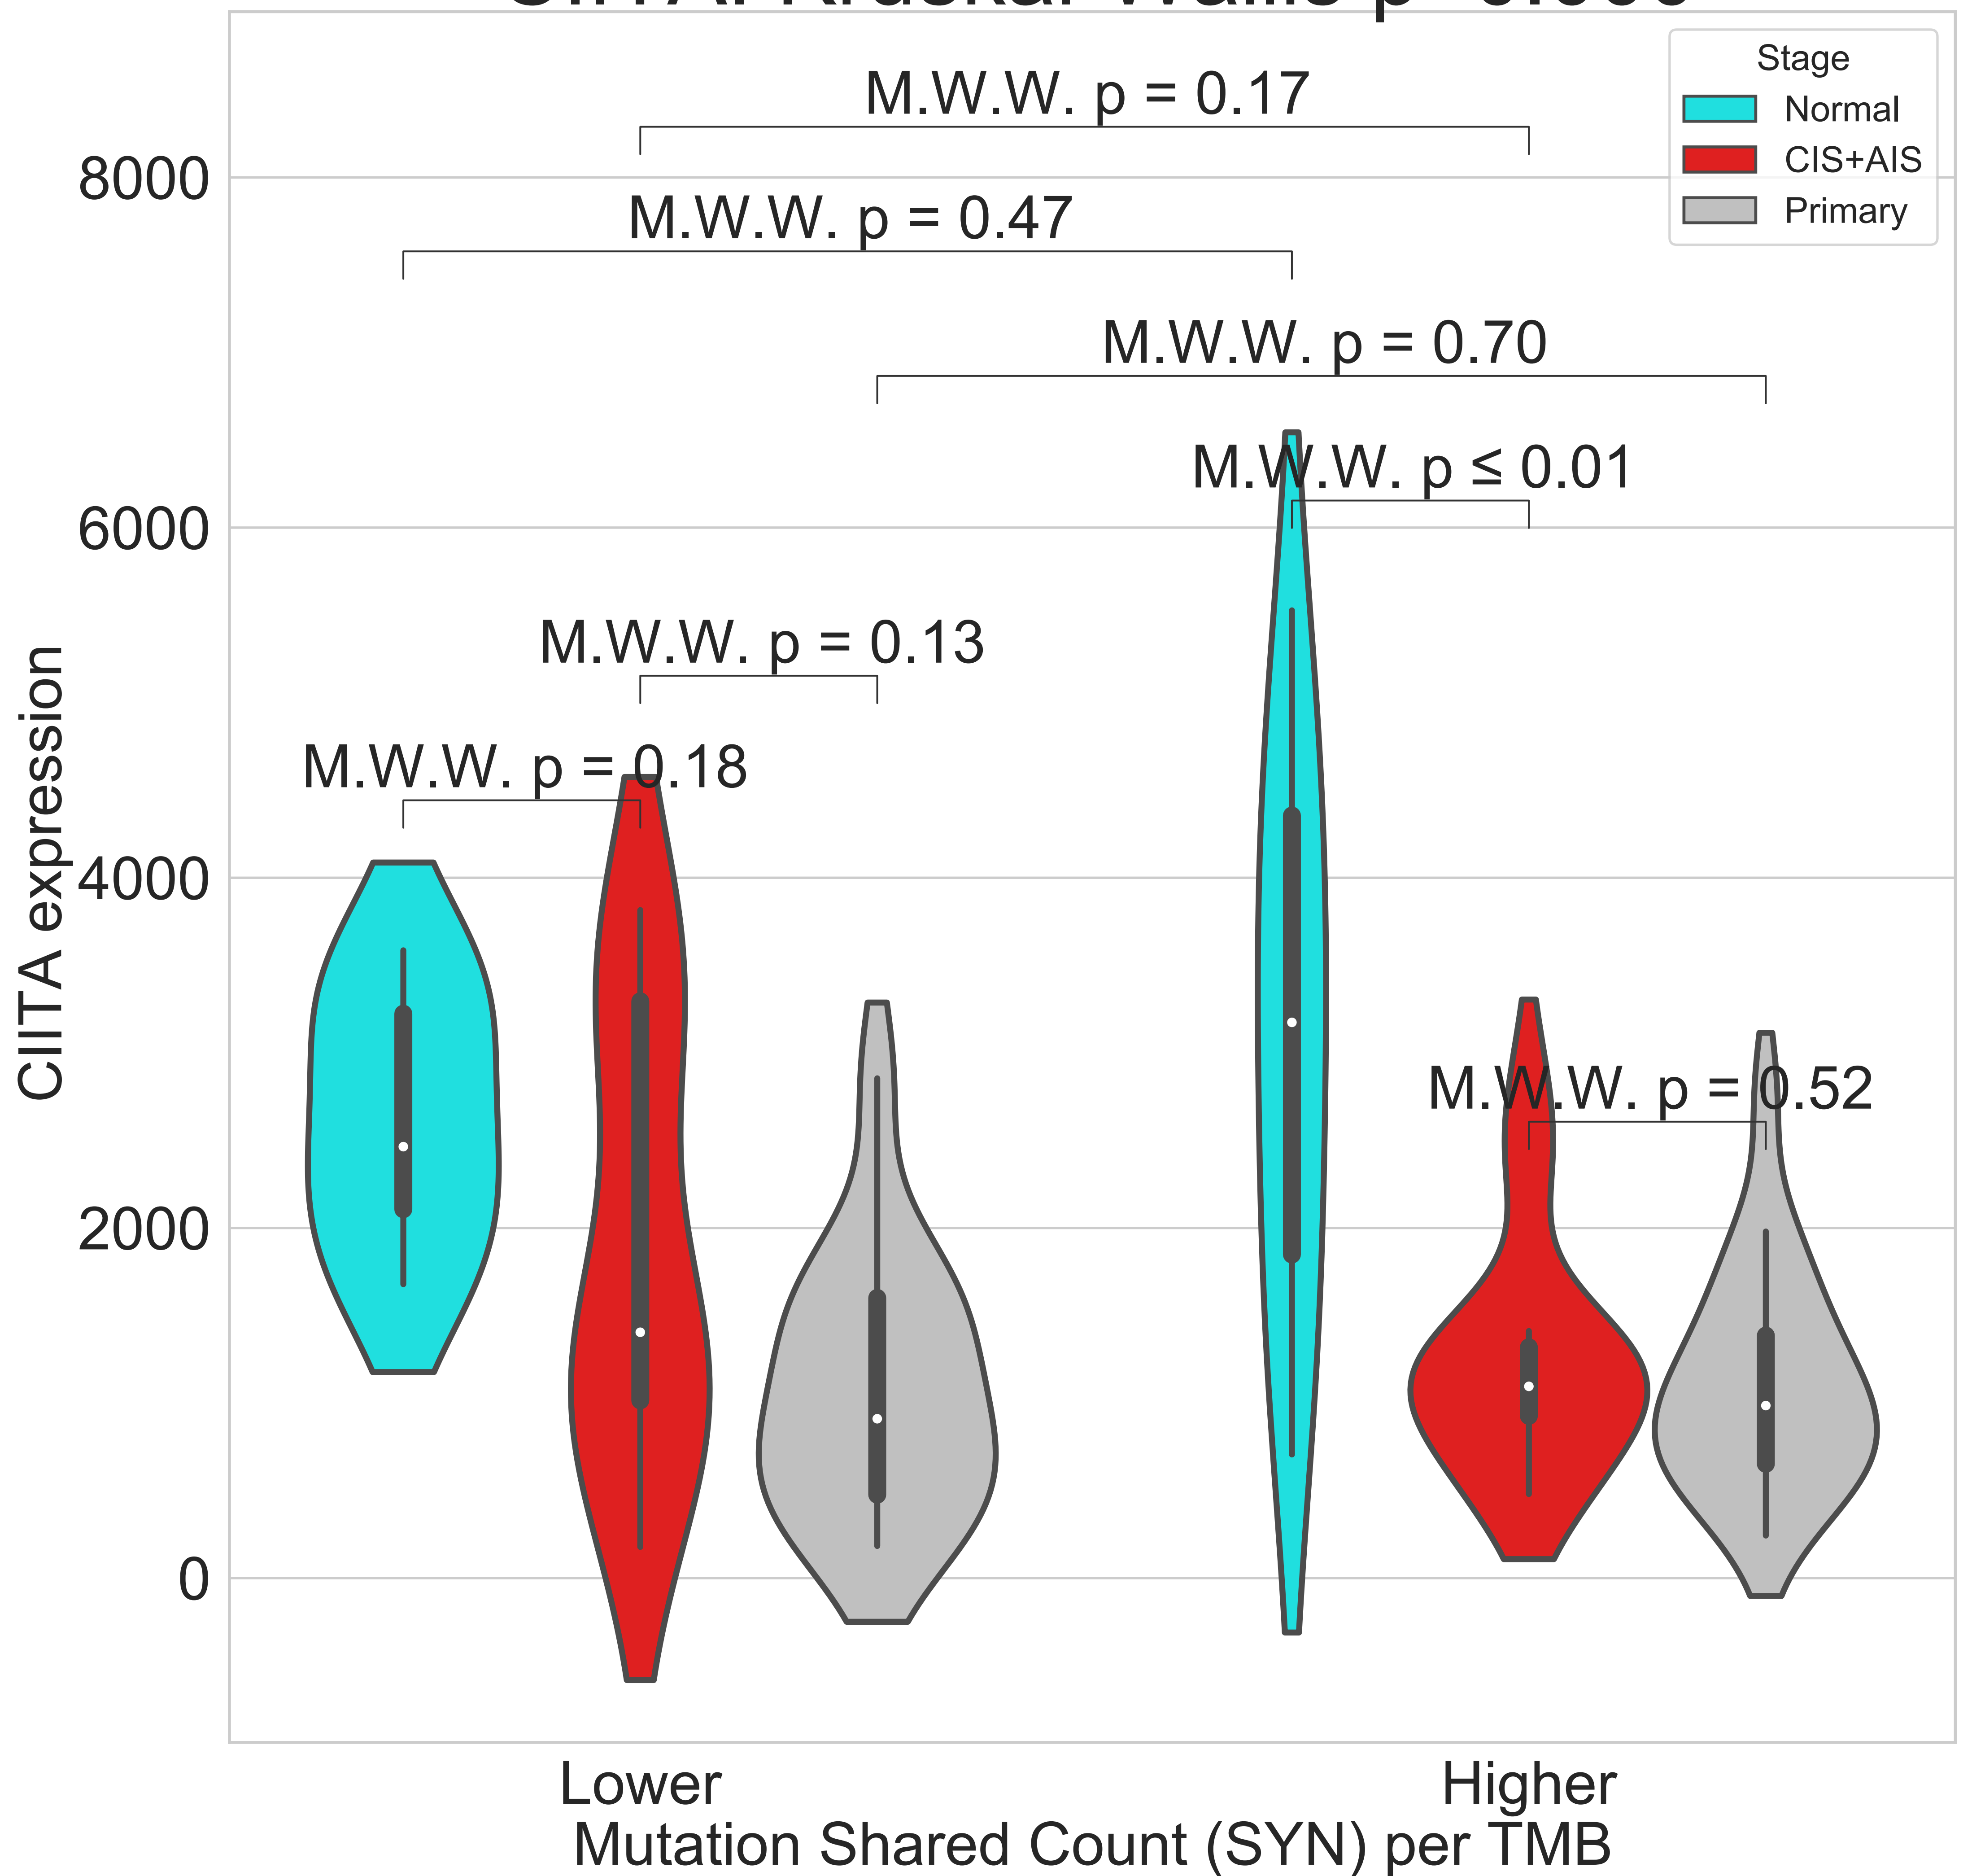 Stage
Normal
CIS+AIS
Primary
M.W.W. p = 0.17
8000
M.W.W. p = 0.47
M.W.W. p = 0.70
M.W.W. p ≤ 0.01
6000
M.W.W. p = 0.13
M.W.W. p = 0.18
4000
CIITA expression
M.W.W. p = 0.52
2000
0
Lower
Higher
Mutation Shared Count (SYN) per TMB